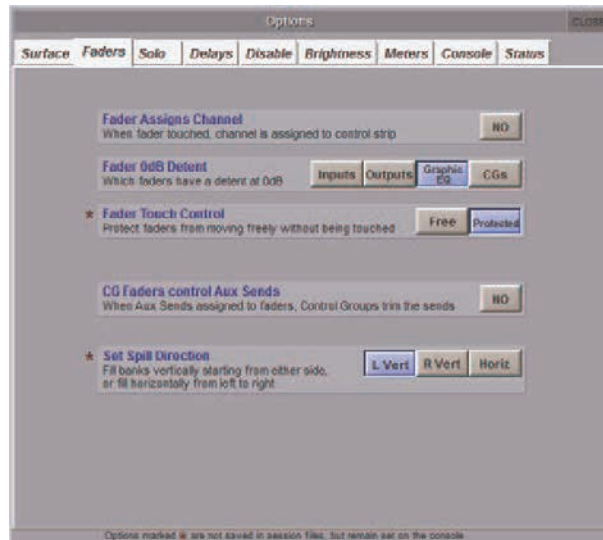 Options
CLOSE
Surface Faders Solo Delays Disable Brightness Meters Console Status
Fader Assigns Channel
When fader touched, channel is assigned to control strip
NO
Fader 0dB Detent
Which faders have a detent at 0dB
Inputs Outputs Graphic EQ CGs
* Fader Touch Control
Protect faders from moving freely without being touched
Free Protected
CG Faders control Aux Sends
When Aux Sends assigned to faders, Control Groups trim the sends
NO
* Set Spill Direction
Fill banks vertically starting from either side,
or fill horizontally from left to right
L Vert R Vert Horiz
Options marked * are not saved in session files, but remain set on the console